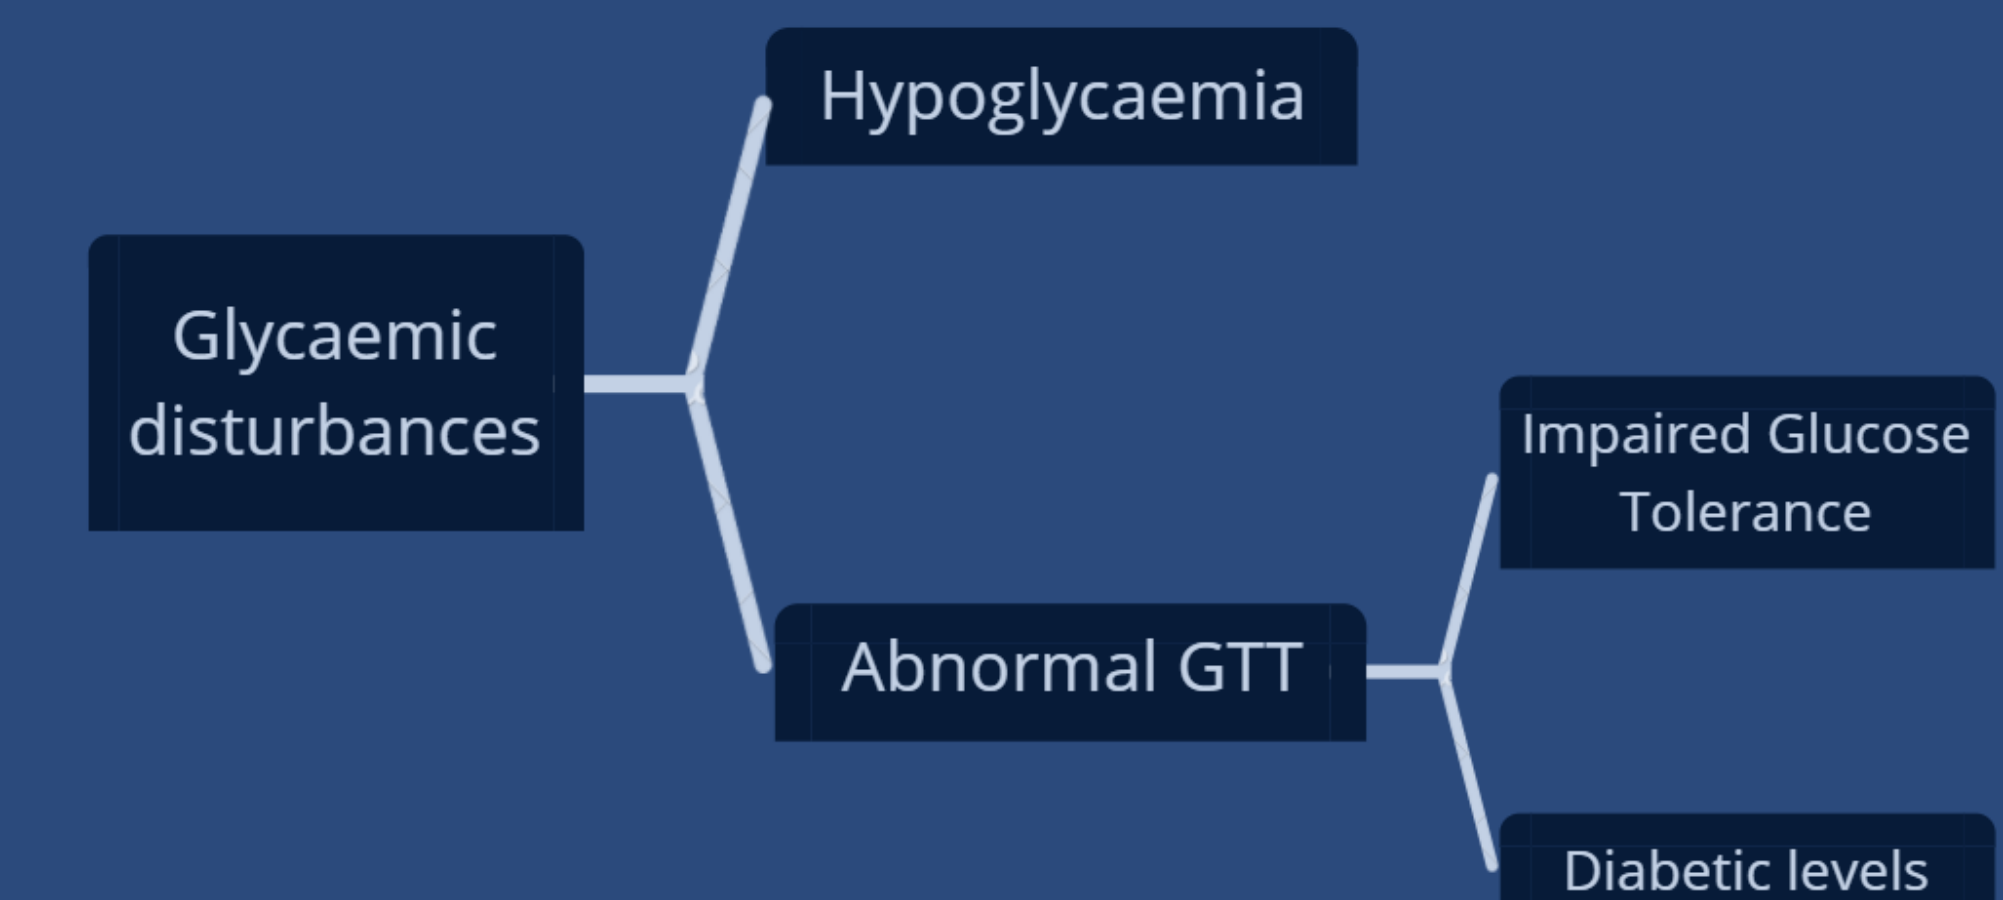 Hypoglycaemia
Glycaemic
disturbances
Abnormal GTT
Impaired Glucose
Tolerance
Diabetic levels